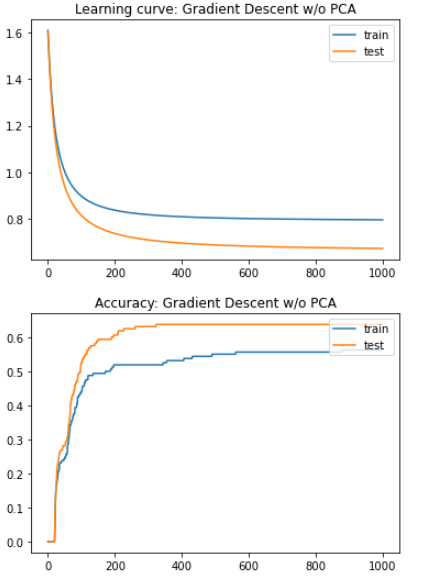 Learning curve: Gradient Descent w/o PCA
1.6
1.4
1.2
1.0
0.8
train
test
0 200 400 600 800 1000
Accuracy: Gradient Descent w/o PCA
0.6
0.5
0.4
0.3
0.2
0.1
0.0
train
test
0 200 400 600 800 1000